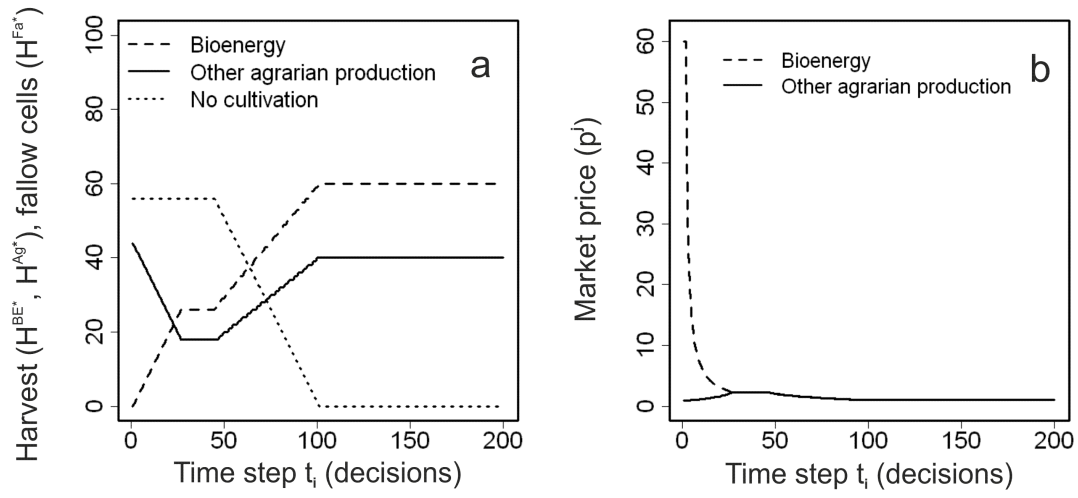 Harvest (H^BE*, H^Ag*), fallow cells (H^Fa*)
100
80
60
40
20
0
Bioenergy
Other agrarian production
No cultivation
a
0 50 100 150 200
Time step t_i (decisions)
Market price (p^j)
60
50
40
30
20
10
0
Bioenergy
Other agrarian production
b
0 50 100 150 200
Time step t_i (decisions)